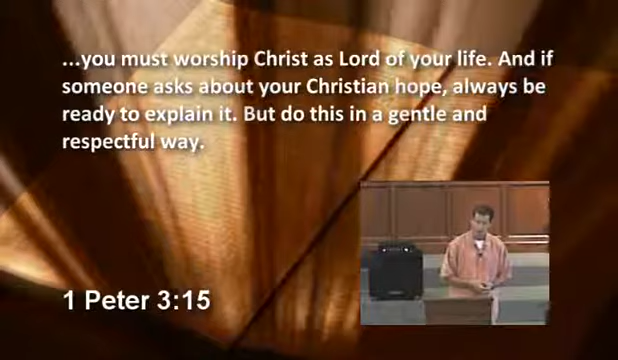 ...you must worship Christ as Lord of your life. And if
someone asks about your Christian hope, always be
ready to explain it. But do this in a gentle and
respectful way.
1 Peter 3:15